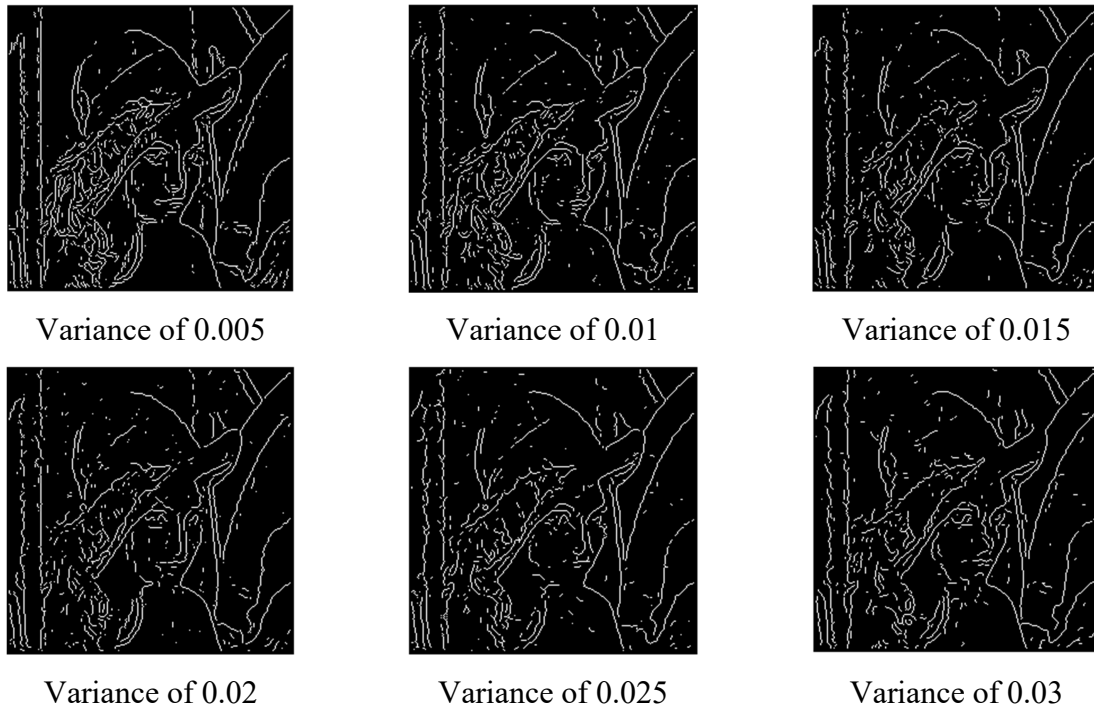 Variance of 0.005
Variance of 0.01
Variance of 0.015
Variance of 0.02
Variance of 0.025
Variance of 0.03